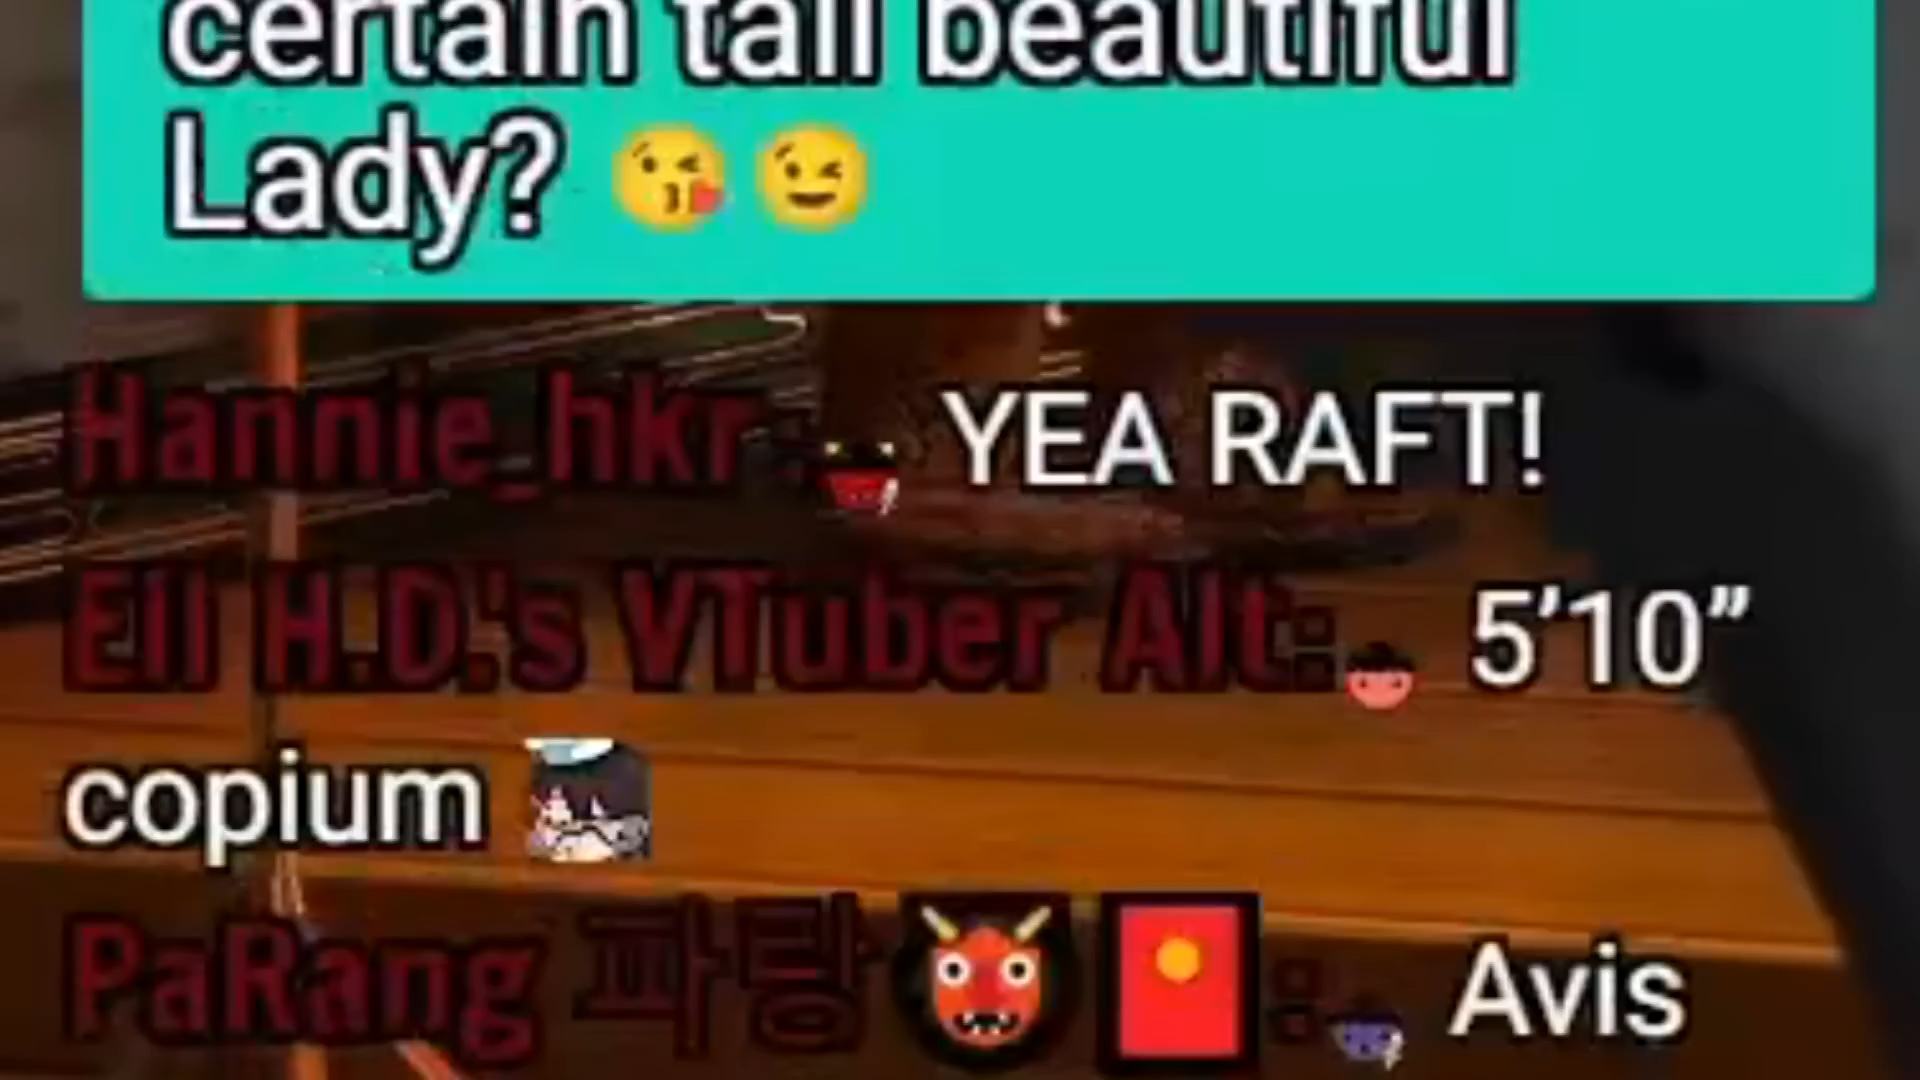 certain tall beautiful
Lady? 😘😉
Hannie_hkr: YEA RAFT!
Ell H.D.'s VTuber Alt: 5’10”
copium
PaRang 파랑👹🧧: Avis